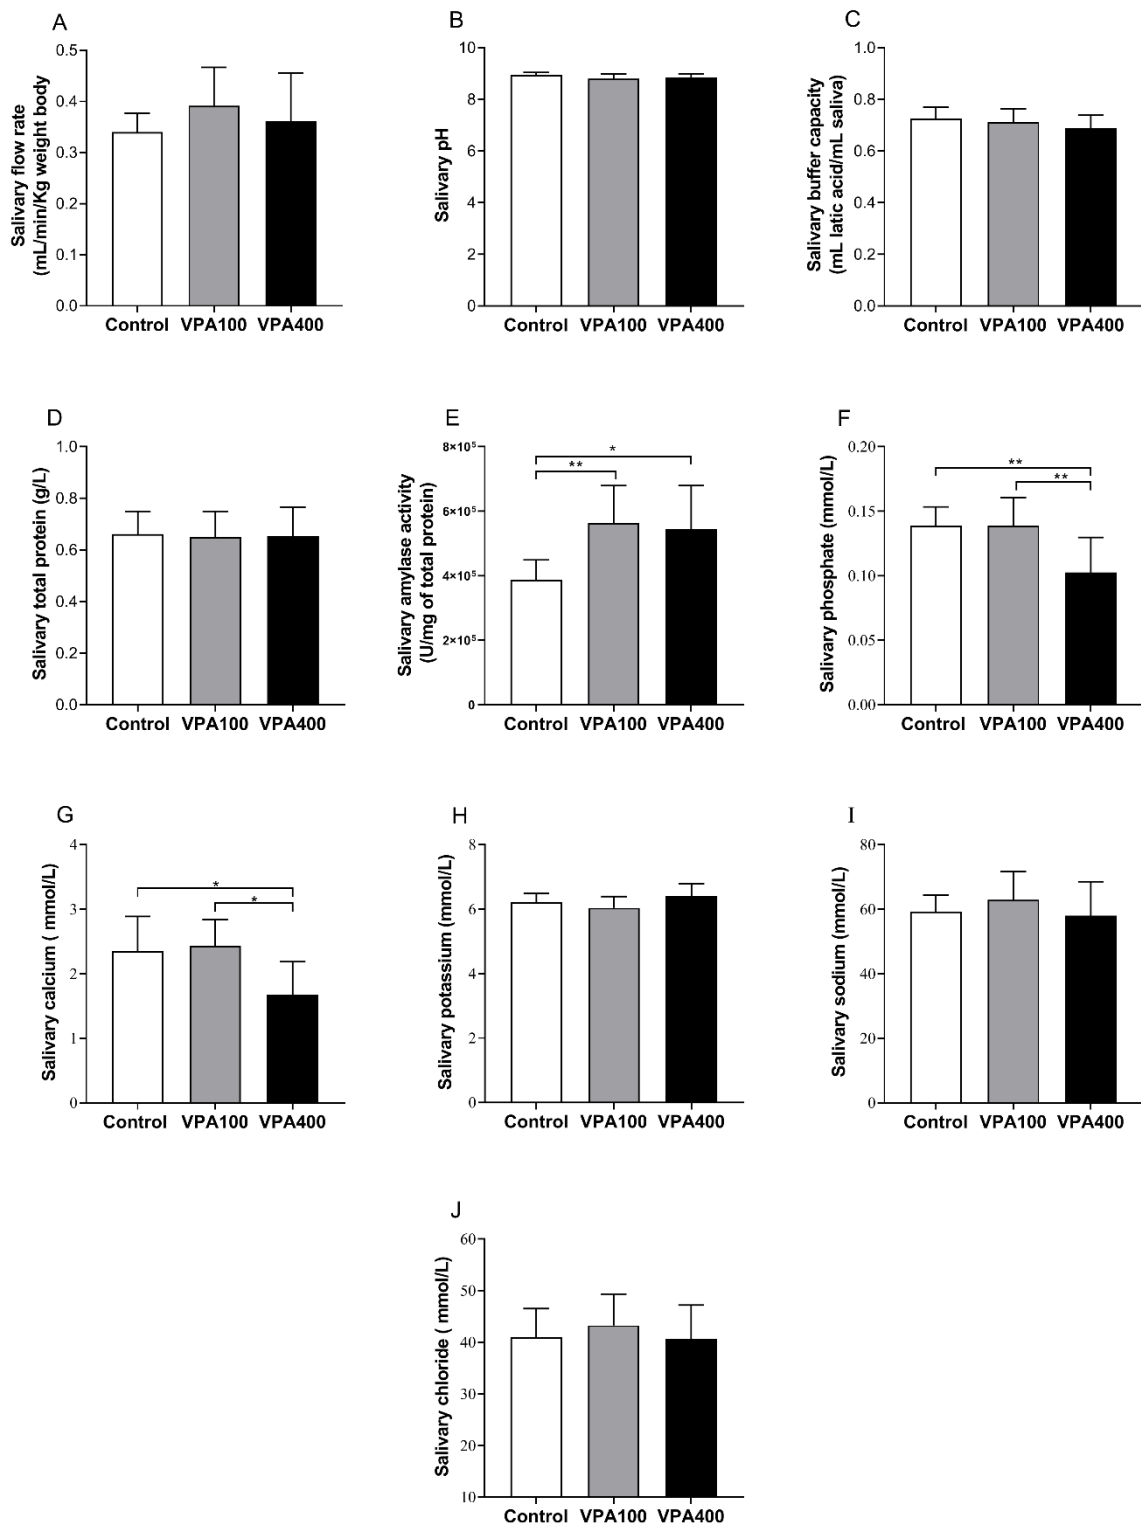 A
Salivary flow rate
(mL/min/Kg weight body)
0.5
0.4
0.3
0.2
0.1
0.0
Control VPA100 VPA400
B
Salivary pH
10
8
6
4
2
0
Control VPA100 VPA400
C
Salivary buffer capacity
(mL latic acid/mL saliva)
1.0
0.8
0.6
0.4
0.2
0.0
Control VPA100 VPA400
D
Salivary total protein (g/L)
1.0
0.8
0.6
0.4
0.2
0.0
Control VPA100 VPA400
E
Salivary amylase activity
(U/mg of total protein)
8×10⁵
6×10⁵
4×10⁵
2×10⁵
0
*
**
Control VPA100 VPA400
F
Salivary phosphate (mmol/L)
0.20
0.15
0.10
0.05
0.00
**
**
Control VPA100 VPA400
G
Salivary calcium ( mmol/L)
4
3
2
1
0
*
*
Control VPA100 VPA400
H
Salivary potassium (mmol/L)
8
6
4
2
0
Control VPA100 VPA400
I
Salivary sodium (mmol/L)
80
60
40
20
0
Control VPA100 VPA400
J
Salivary chloride ( mmol/L)
60
50
40
30
20
10
Control VPA100 VPA400